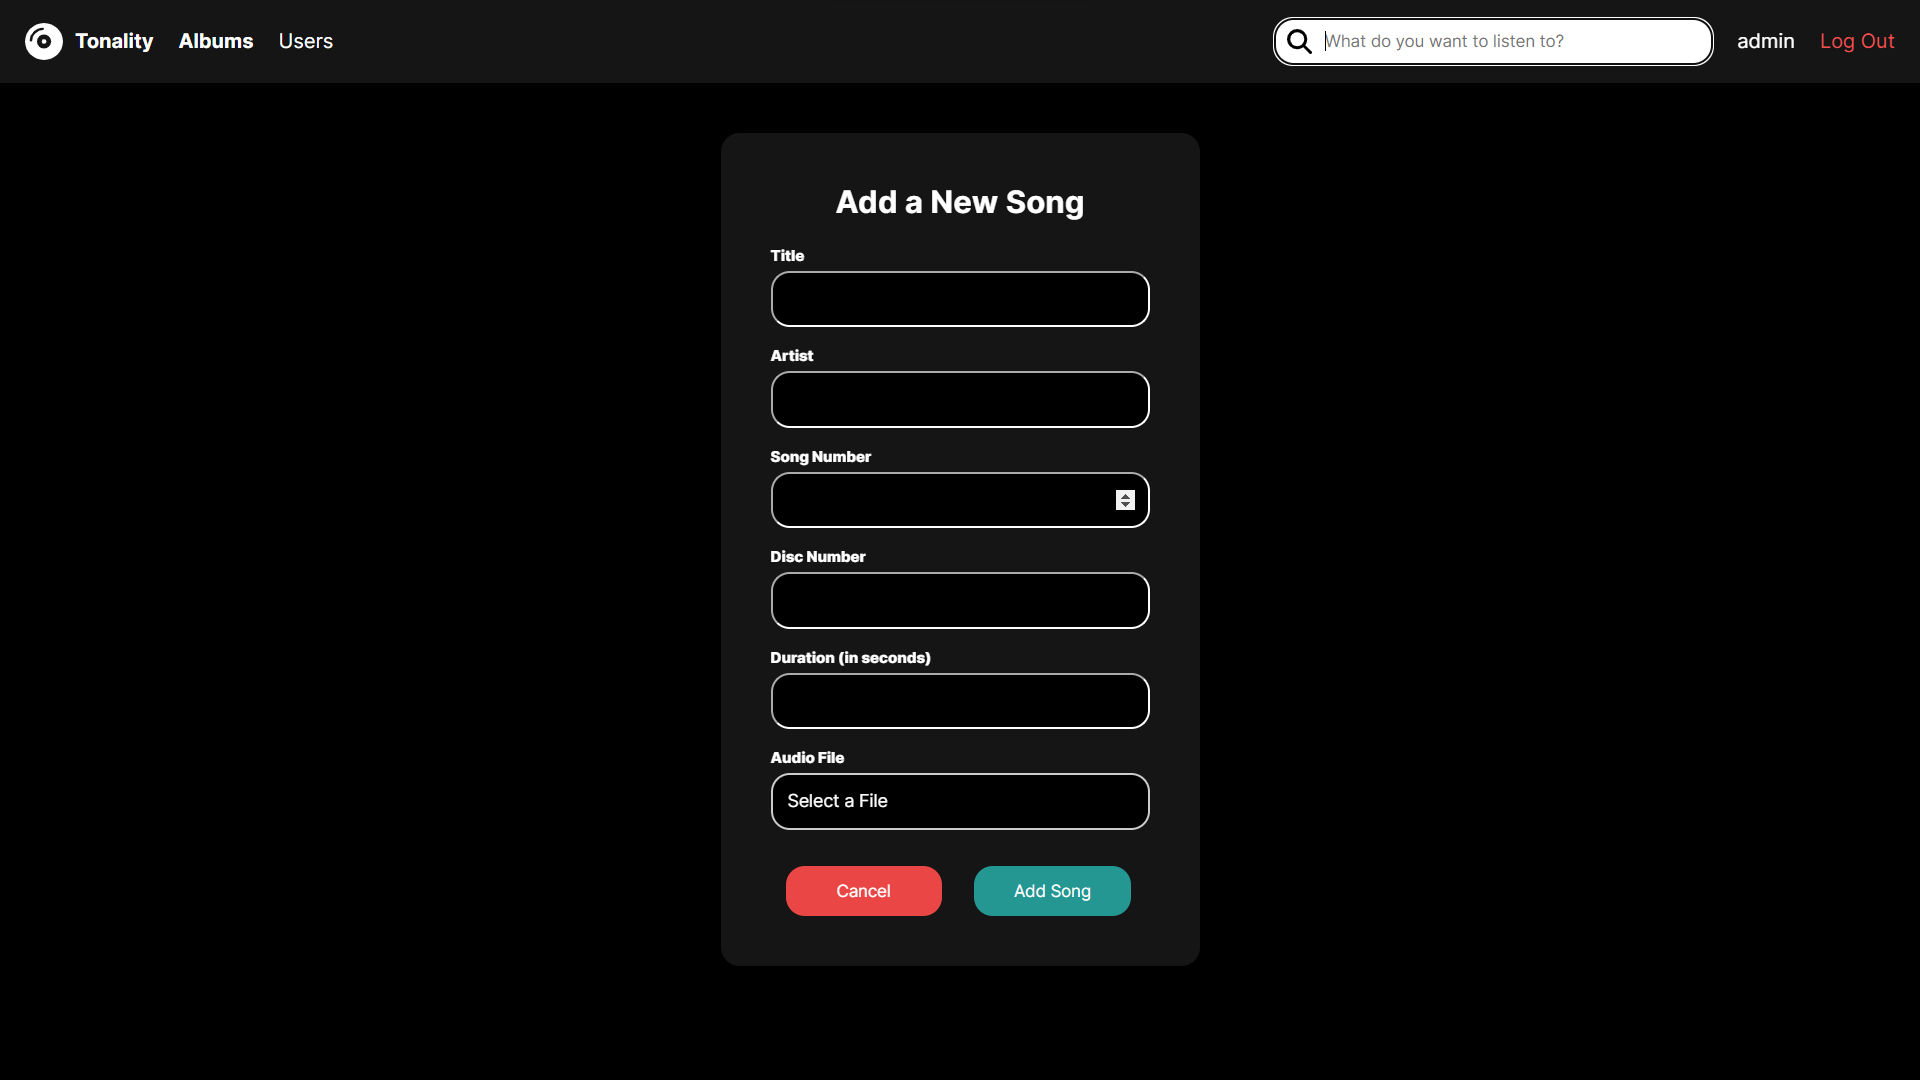 Tonality Albums Users What do you want to listen to? admin Log Out
Add a New Song
Title
Artist
Song Number
Disc Number
Duration (in seconds)
Audio File
Select a File
Cancel Add Song